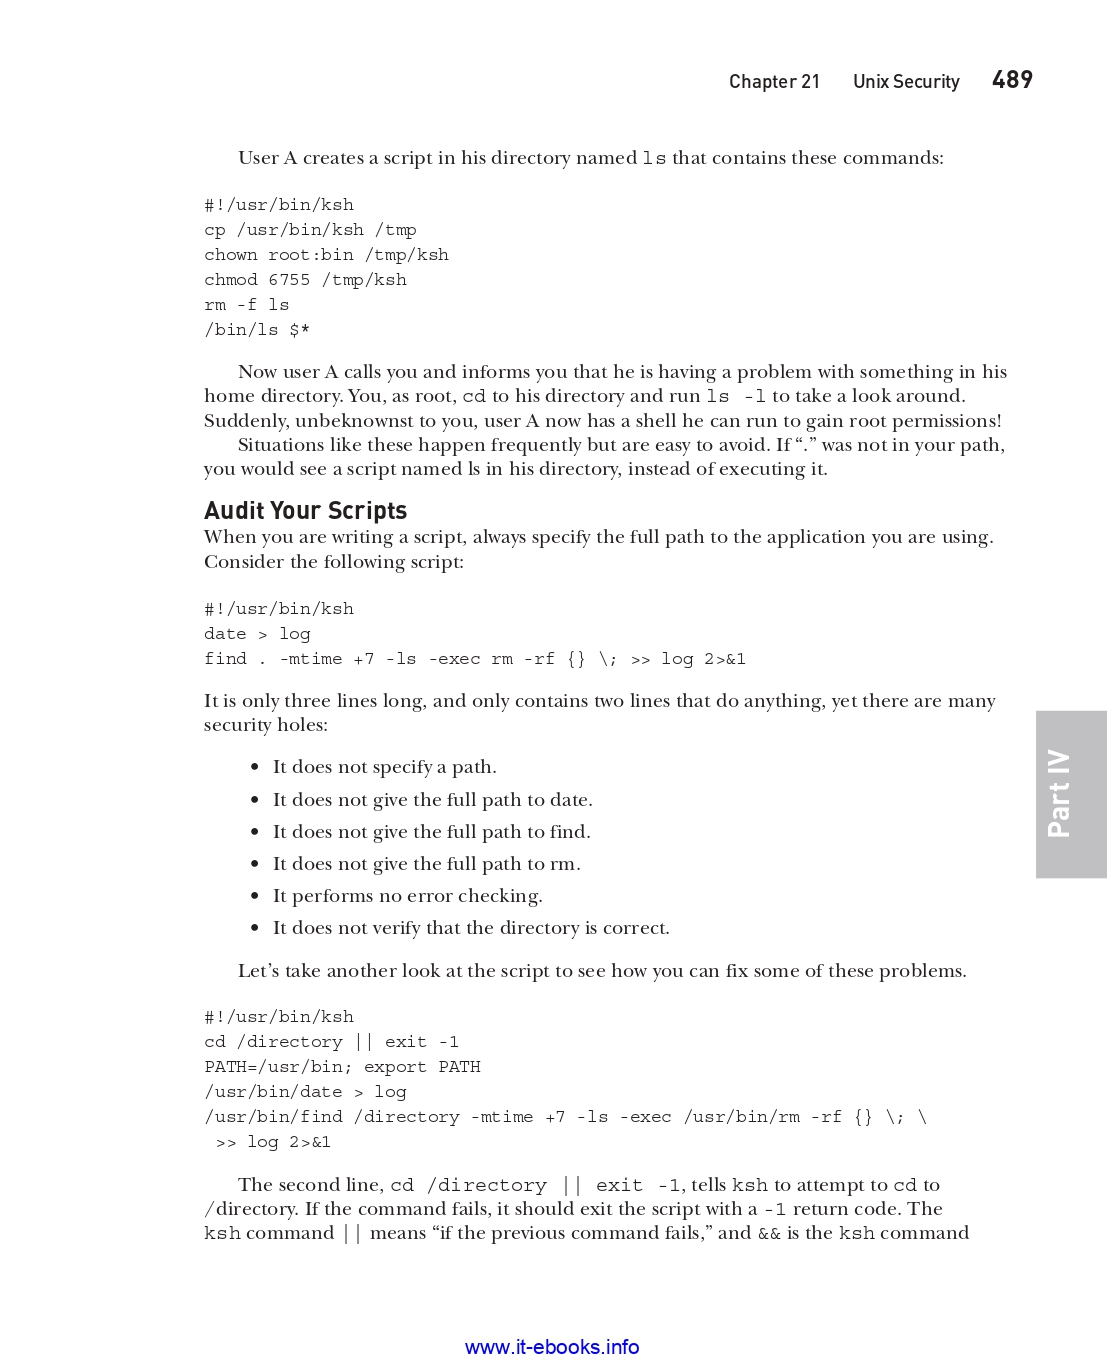 Chapter 21 Unix Security 489
User A creates a script in his directory named ls that contains these commands:
#!/usr/bin/ksh
cp /usr/bin/ksh /tmp
chown root:bin /tmp/ksh
chmod 6755 /tmp/ksh
rm -f ls
/bin/ls $*
Now user A calls you and informs you that he is having a problem with something in his
home directory. You, as root, cd to his directory and run ls -l to take a look around.
Suddenly, unbeknownst to you, user A now has a shell he can run to gain root permissions!
Situations like these happen frequently but are easy to avoid. If “.” was not in your path,
you would see a script named ls in his directory, instead of executing it.
Audit Your Scripts
When you are writing a script, always specify the full path to the application you are using.
Consider the following script:
#!/usr/bin/ksh
date > log
find . -mtime +7 -ls -exec rm -rf {} \; >> log 2>&1
It is only three lines long, and only contains two lines that do anything, yet there are many
security holes:
• It does not specify a path.
• It does not give the full path to date.
• It does not give the full path to find.
• It does not give the full path to rm.
• It performs no error checking.
• It does not verify that the directory is correct.
Let’s take another look at the script to see how you can fix some of these problems.
#!/usr/bin/ksh
cd /directory || exit -1
PATH=/usr/bin; export PATH
/usr/bin/date > log
/usr/bin/find /directory -mtime +7 -ls -exec /usr/bin/rm -rf {} \; \
>> log 2>&1
The second line, cd /directory || exit -1, tells ksh to attempt to cd to
/directory. If the command fails, it should exit the script with a -1 return code. The
ksh command || means “if the previous command fails,” and && is the ksh command
Part IV
www.it-ebooks.info